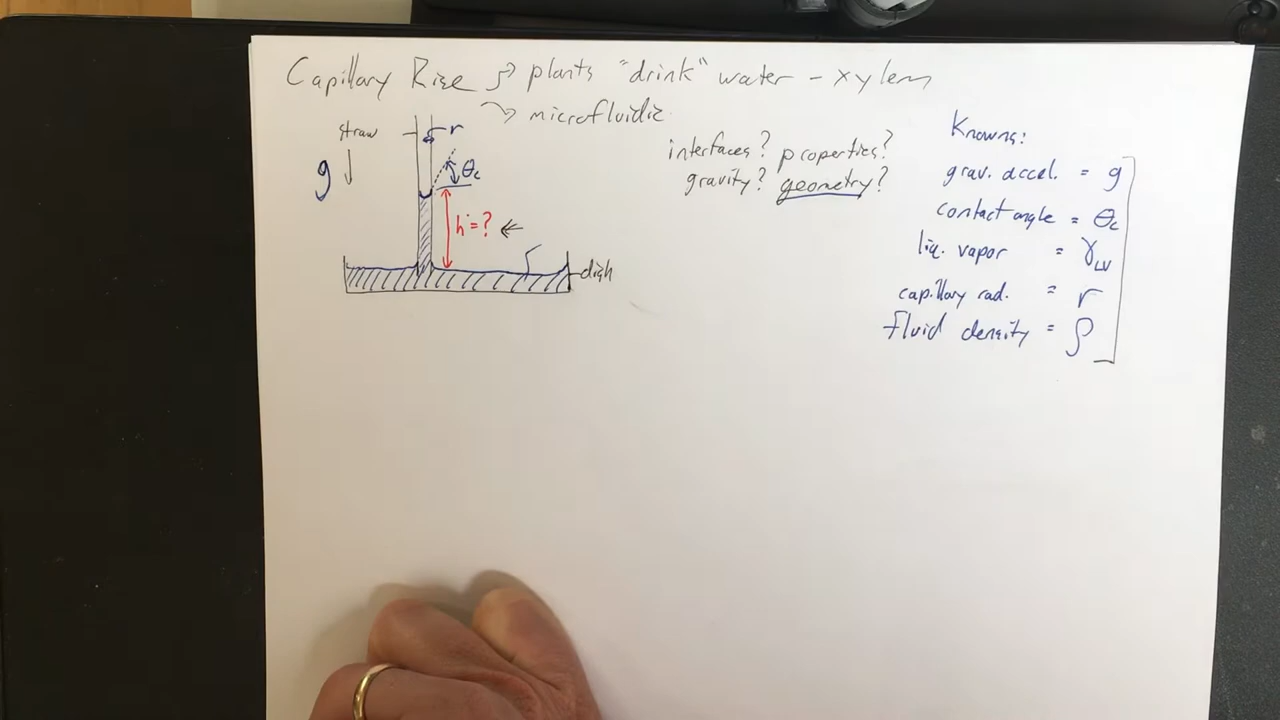 Capillary Rise → plants "drink" water - xylem
→ microfluidic
straw
r
g
θc
h = ?
dish
interfaces? properties?
gravity? geometry?
Knowns:
grav. accel. = g
contact angle = θc
liq. vapor = γLV
capillary rad. = r
fluid density = ρ